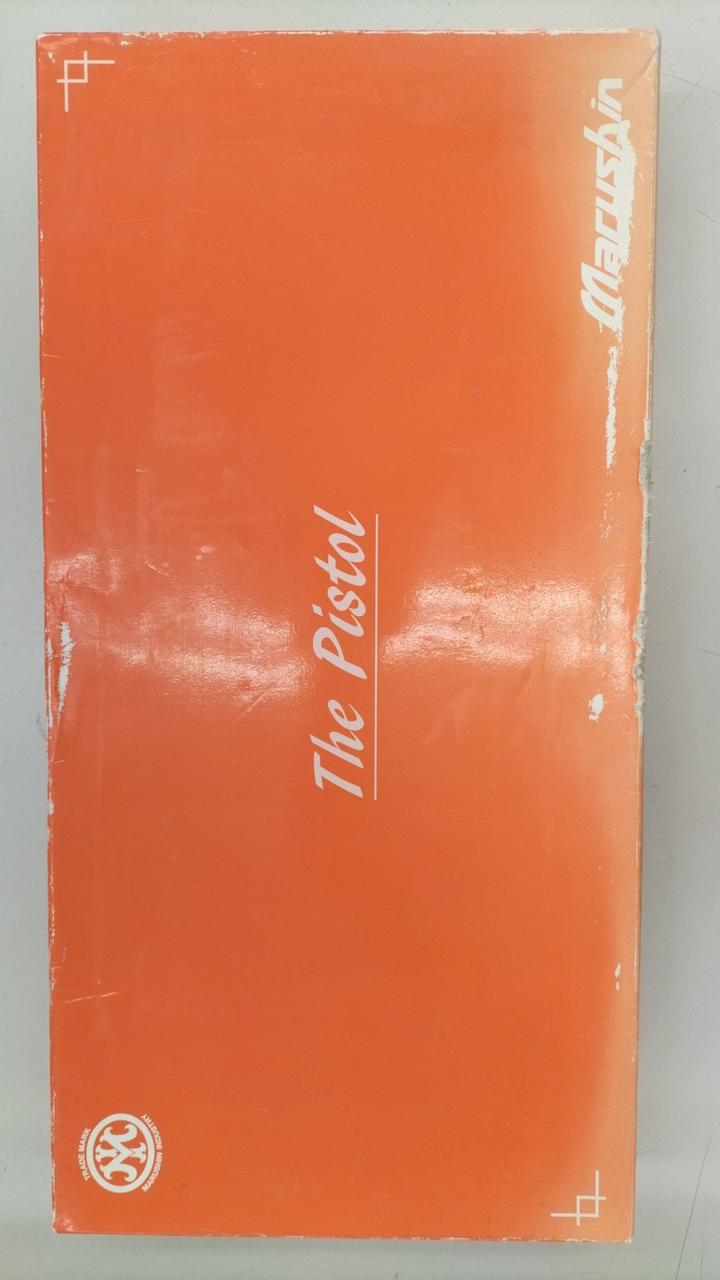 Marushin
The Pistol
TRADE MARK
MARUSHIN INDUSTRY